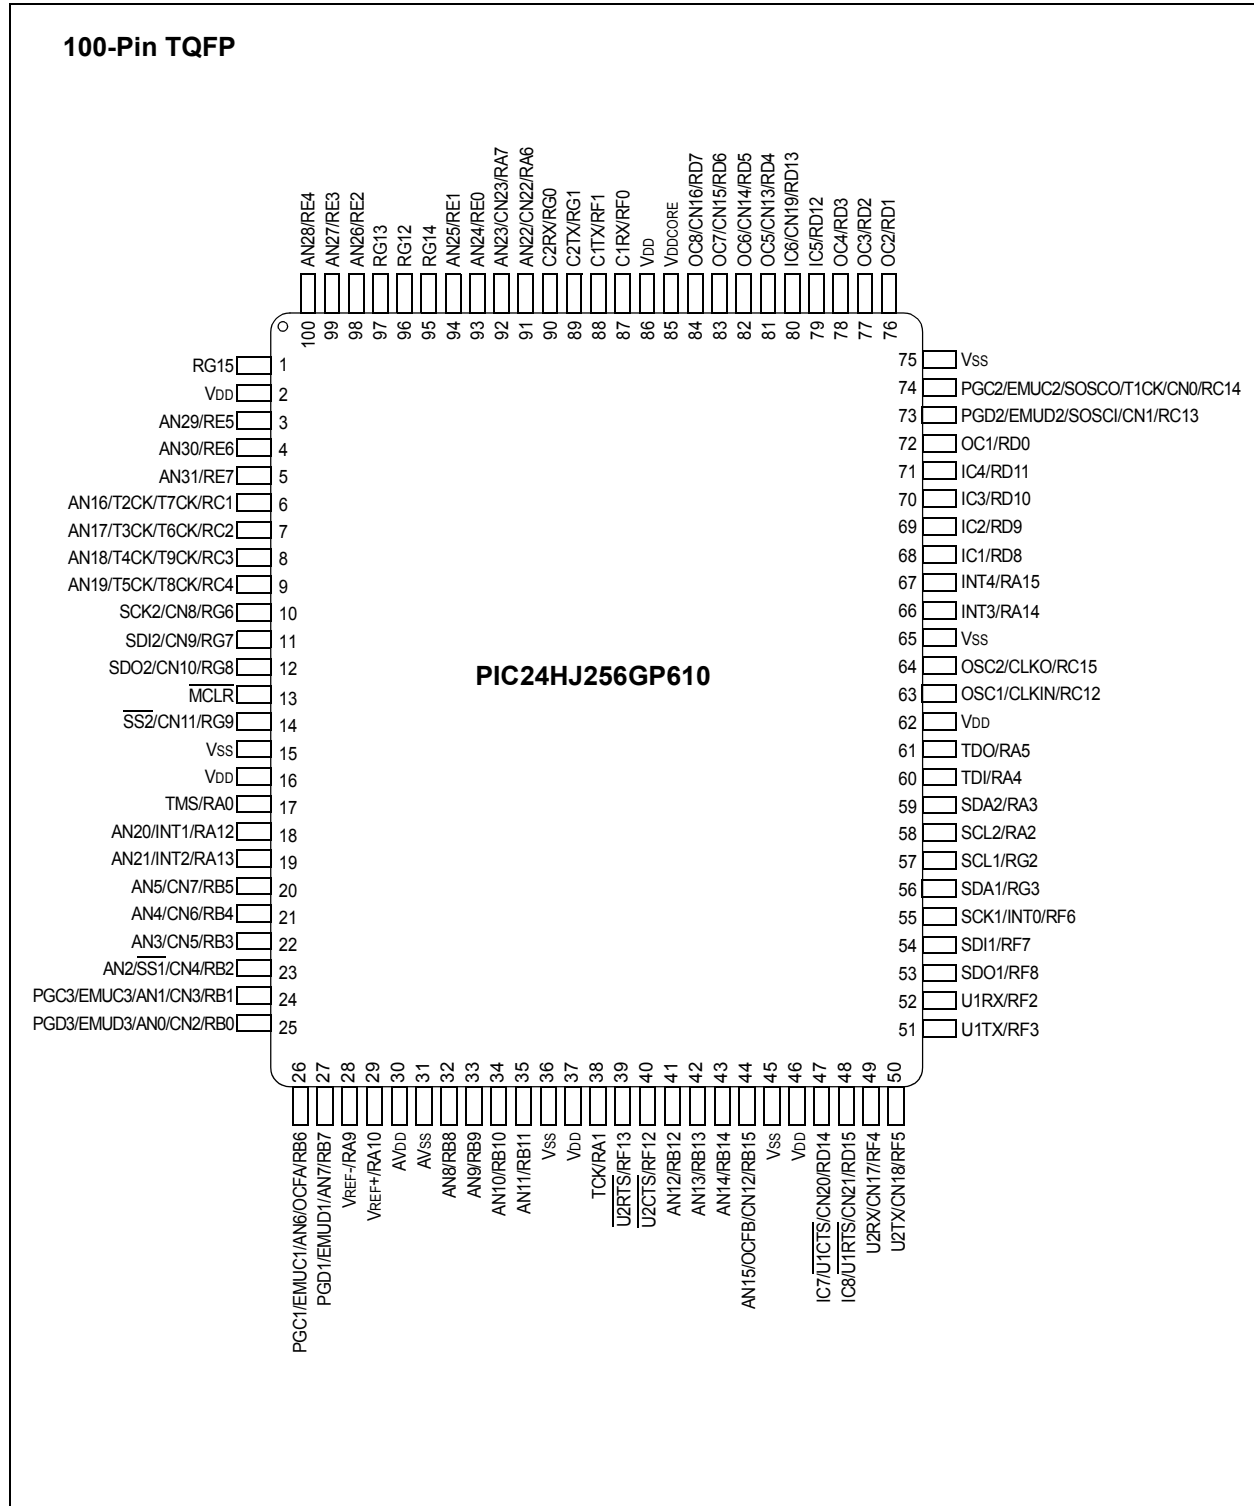 100-Pin TQFP
AN28/RE4
AN27/RE3
AN26/RE2
RG13
RG12
RG14
AN25/RE1
AN24/RE0
AN23/CN23/RA7
AN22/CN22/RA6
C2RX/RG0
C2TX/RG1
C1TX/RF1
C1RX/RF0
VDD
VDDCORE
OC8/CN16/RD7
OC7/CN15/RD6
OC6/CN14/RD5
OC5/CN13/RD4
IC6/CN19/RD13
IC5/RD12
OC4/RD3
OC3/RD2
OC2/RD1
100
99
98
97
96
95
94
93
92
91
90
89
88
87
86
85
84
83
82
81
80
79
78
77
76
RG15 1
VDD 2
AN29/RE5 3
AN30/RE6 4
AN31/RE7 5
AN16/T2CK/T7CK/RC1 6
AN17/T3CK/T6CK/RC2 7
AN18/T4CK/T9CK/RC3 8
AN19/T5CK/T8CK/RC4 9
SCK2/CN8/RG6 10
SDI2/CN9/RG7 11
SDO2/CN10/RG8 12
MCLR 13
SS2/CN11/RG9 14
VSS 15
VDD 16
TMS/RA0 17
AN20/INT1/RA12 18
AN21/INT2/RA13 19
AN5/CN7/RB5 20
AN4/CN6/RB4 21
AN3/CN5/RB3 22
AN2/SS1/CN4/RB2 23
PGC3/EMUC3/AN1/CN3/RB1 24
PGD3/EMUD3/AN0/CN2/RB0 25
PIC24HJ256GP610
75 VSS
74 PGC2/EMUC2/SOSCO/T1CK/CN0/RC14
73 PGD2/EMUD2/SOSCI/CN1/RC13
72 OC1/RD0
71 IC4/RD11
70 IC3/RD10
69 IC2/RD9
68 IC1/RD8
67 INT4/RA15
66 INT3/RA14
65 VSS
64 OSC2/CLKO/RC15
63 OSC1/CLKIN/RC12
62 VDD
61 TDO/RA5
60 TDI/RA4
59 SDA2/RA3
58 SCL2/RA2
57 SCL1/RG2
56 SDA1/RG3
55 SCK1/INT0/RF6
54 SDI1/RF7
53 SDO1/RF8
52 U1RX/RF2
51 U1TX/RF3
26
27
28
29
30
31
32
33
34
35
36
37
38
39
40
41
42
43
44
45
46
47
48
49
50
PGC1/EMUC1/AN6/OCFA/RB6
PGD1/EMUD1/AN7/RB7
VREF-/RA9
VREF+/RA10
AVDD
AVSS
AN8/RB8
AN9/RB9
AN10/RB10
AN11/RB11
VSS
VDD
TCK/RA1
U2RTS/RF13
U2CTS/RF12
AN12/RB12
AN13/RB13
AN14/RB14
AN15/OCFB/CN12/RB15
VSS
VDD
IC7/U1CTS/CN20/RD14
IC8/U1RTS/CN21/RD15
U2RX/CN17/RF4
U2TX/CN18/RF5